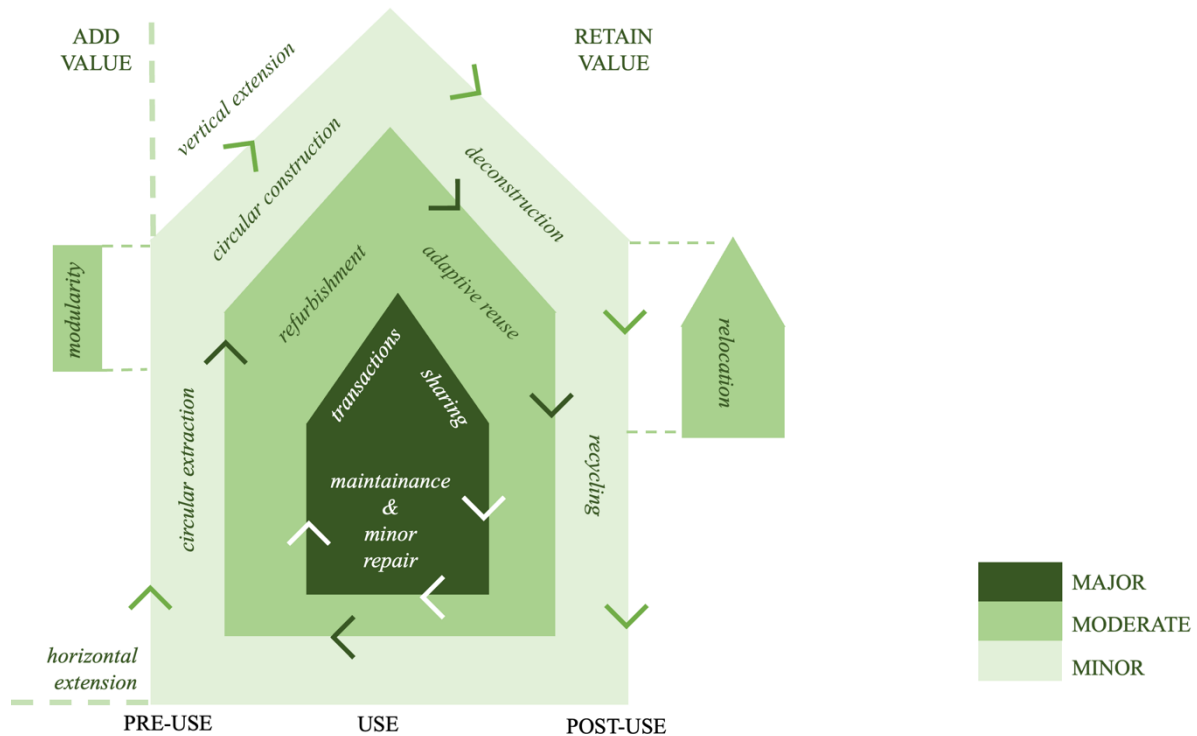 ADD
VALUE
RETAIN
VALUE
vertical extension
circular construction
deconstruction
modularity
refurbishment
adaptive reuse
relocation
transactions
sharing
circular extraction
recycling
maintainance
&
minor
repair
horizontal
extension
PRE-USE
USE
POST-USE
MAJOR
MODERATE
MINOR